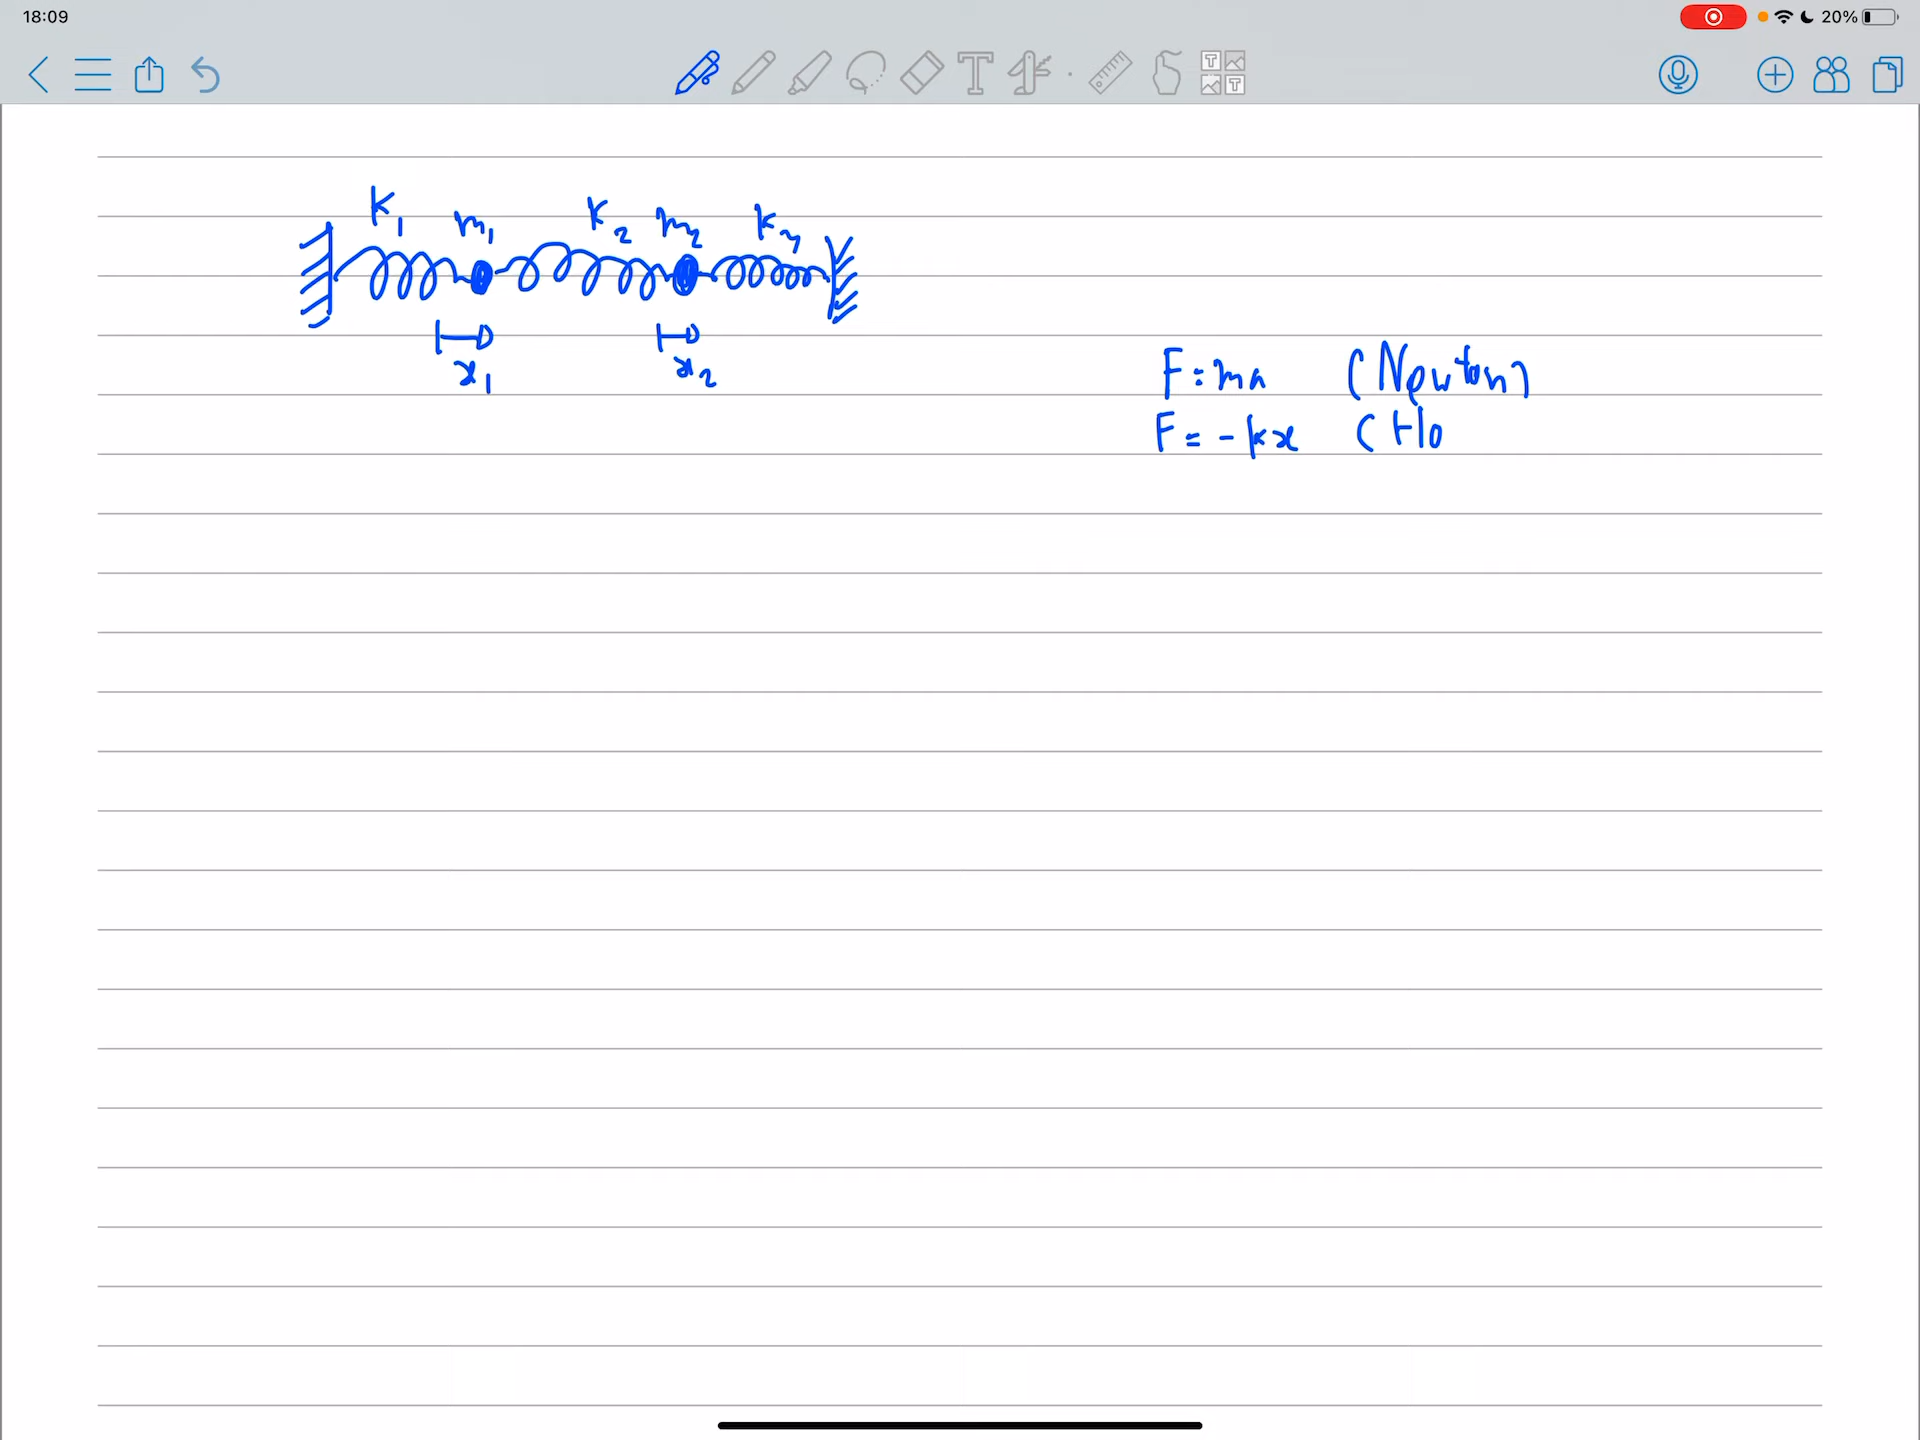 18:09
20%
K₁ m₁ K₂ m₂ k₃
x₁ x₂
F = ma (Newton)
F = -kx (Ho